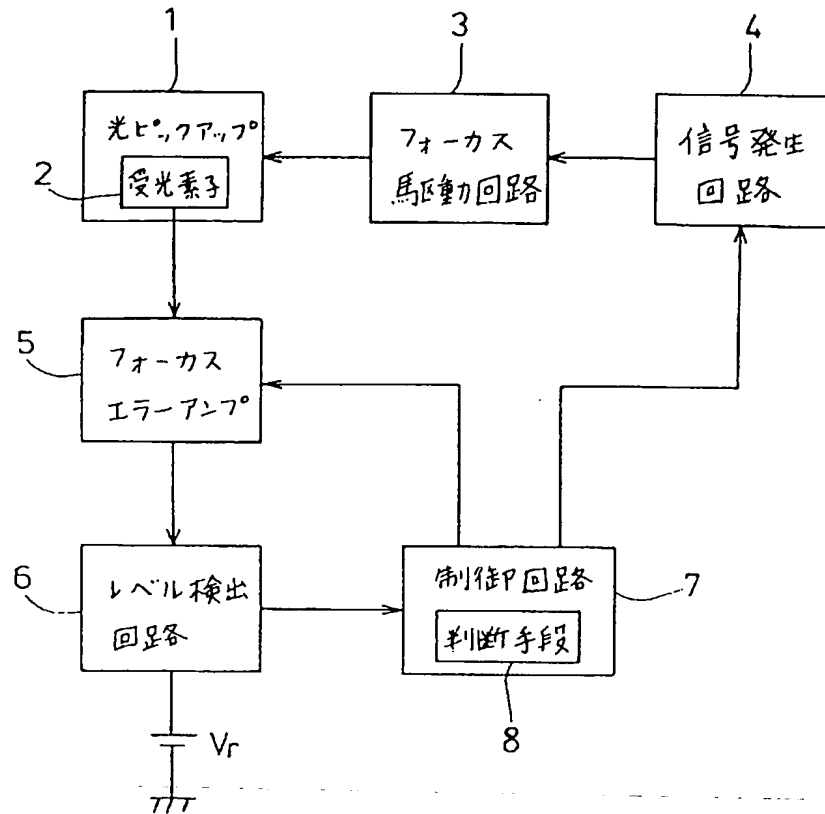 1
3
4
光ピックアップ
2
受光素子
フォーカス
駆動回路
信号発生
回路
5
フォーカス
エラーアンプ
6
レベル検出
回路
制御回路
7
判断手段
8
Vr